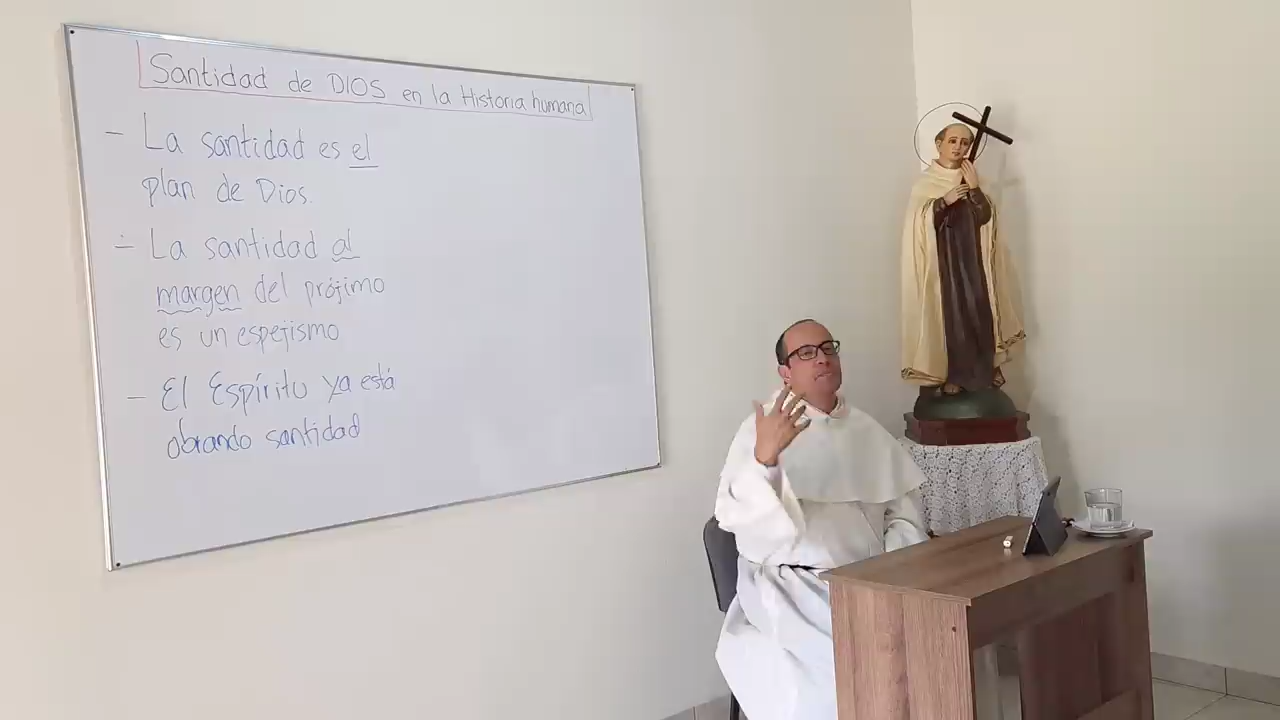 Santidad de DIOS en la Historia humana
- La santidad es el
plan de Dios.
- La santidad al
margen del prójimo
es un espejismo
- El Espíritu ya está
obrando santidad